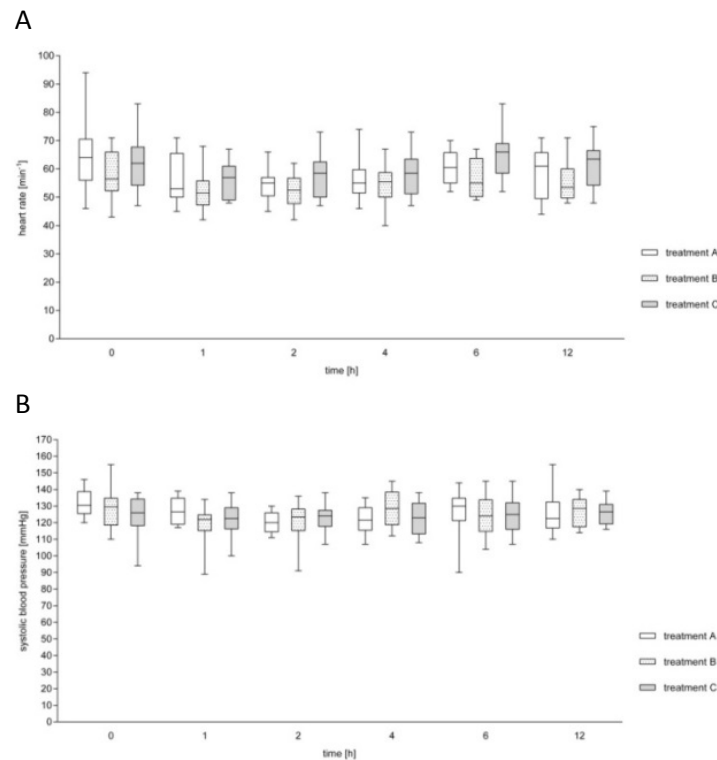 A
100
90
80
70
60
50
40
30
20
10
0
heart rate [min⁻¹]
0 1 2 4 6 12
time [h]
treatment A
treatment B
treatment C
B
170
160
150
140
130
120
110
100
90
80
70
60
50
40
30
20
10
0
systolic blood pressure [mmHg]
0 1 2 4 6 12
time [h]
treatment A
treatment B
treatment C